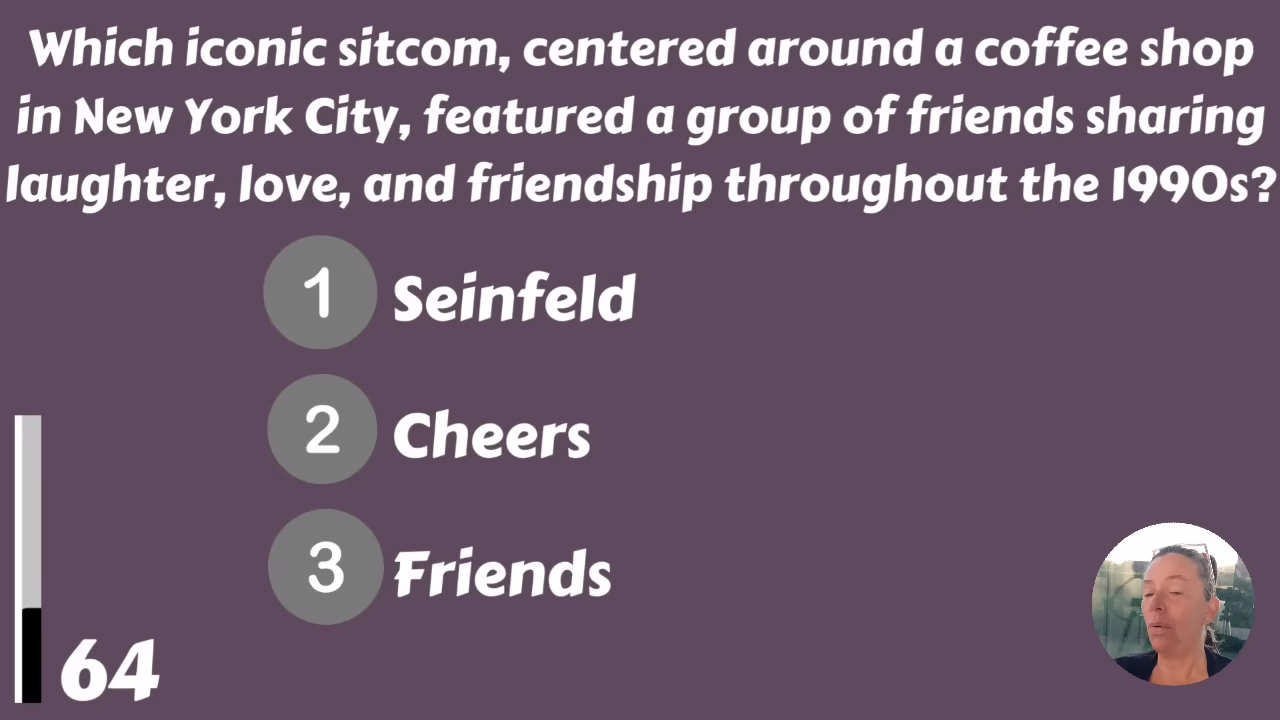 Which iconic sitcom, centered around a coffee shop
in New York City, featured a group of friends sharing
laughter, love, and friendship throughout the 1990s?
1 Seinfeld
2 Cheers
3 Friends
64